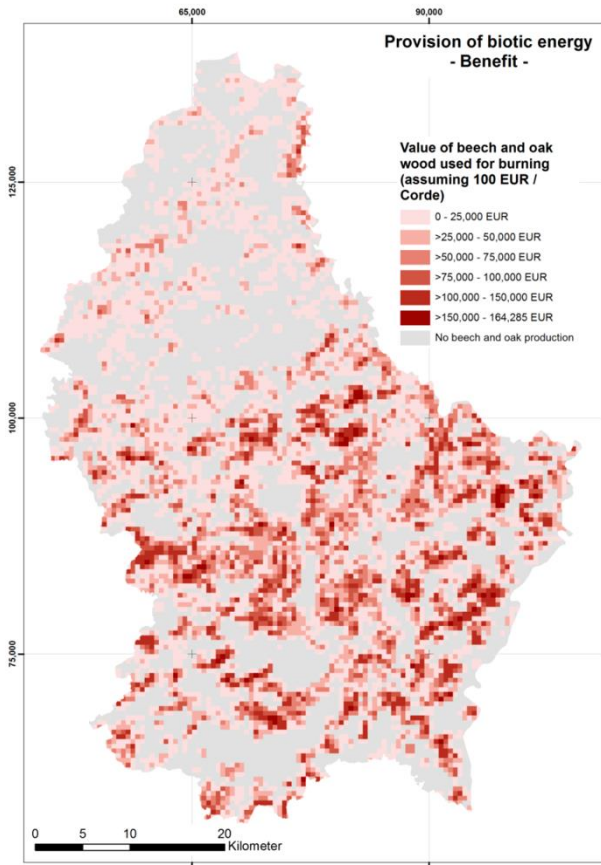 65,000
90,000
Provision of biotic energy
- Benefit -
Value of beech and oak
wood used for burning
(assuming 100 EUR /
Corde)
0 - 25,000 EUR
>25,000 - 50,000 EUR
>50,000 - 75,000 EUR
>75,000 - 100,000 EUR
>100,000 - 150,000 EUR
>150,000 - 164,285 EUR
No beech and oak production
125,000
100,000
75,000
0 5 10 20
Kilometer